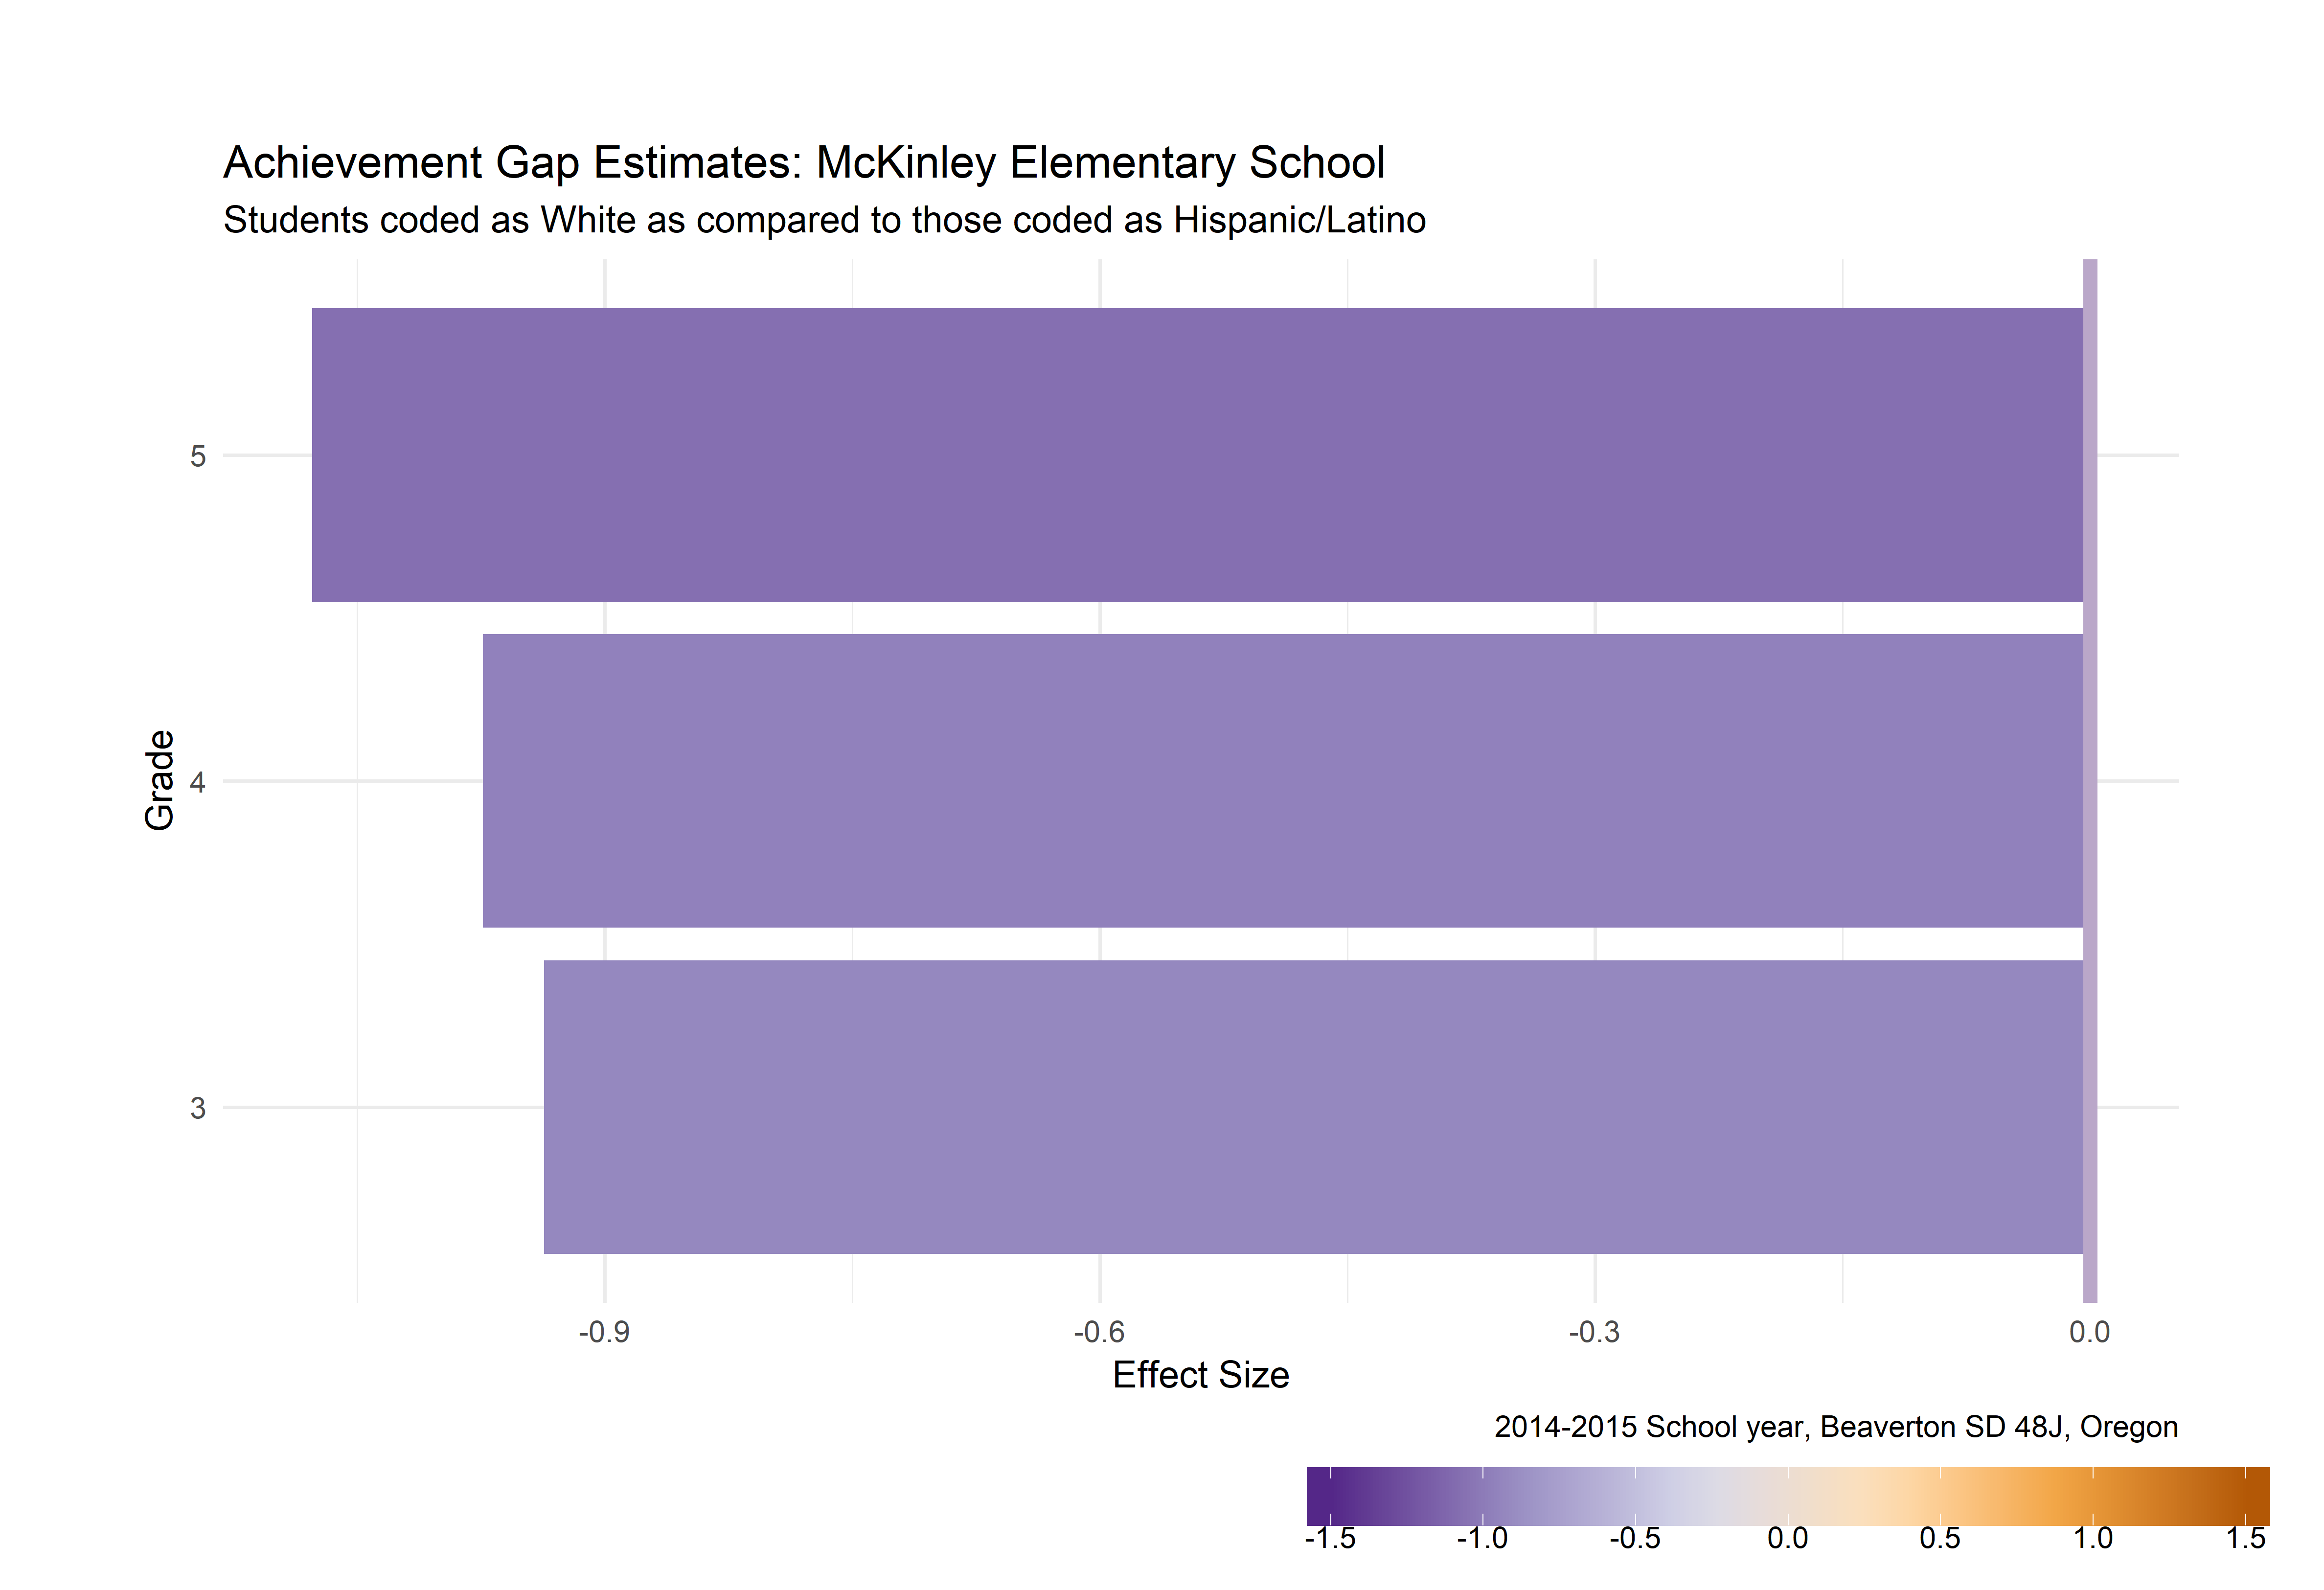 Achievement Gap Estimates: McKinley Elementary School
Students coded as White as compared to those coded as Hispanic/Latino
5
4
3
Grade
-0.9 -0.6 -0.3 0.0
Effect Size
2014-2015 School year, Beaverton SD 48J, Oregon
-1.5 -1.0 -0.5 0.0 0.5 1.0 1.5